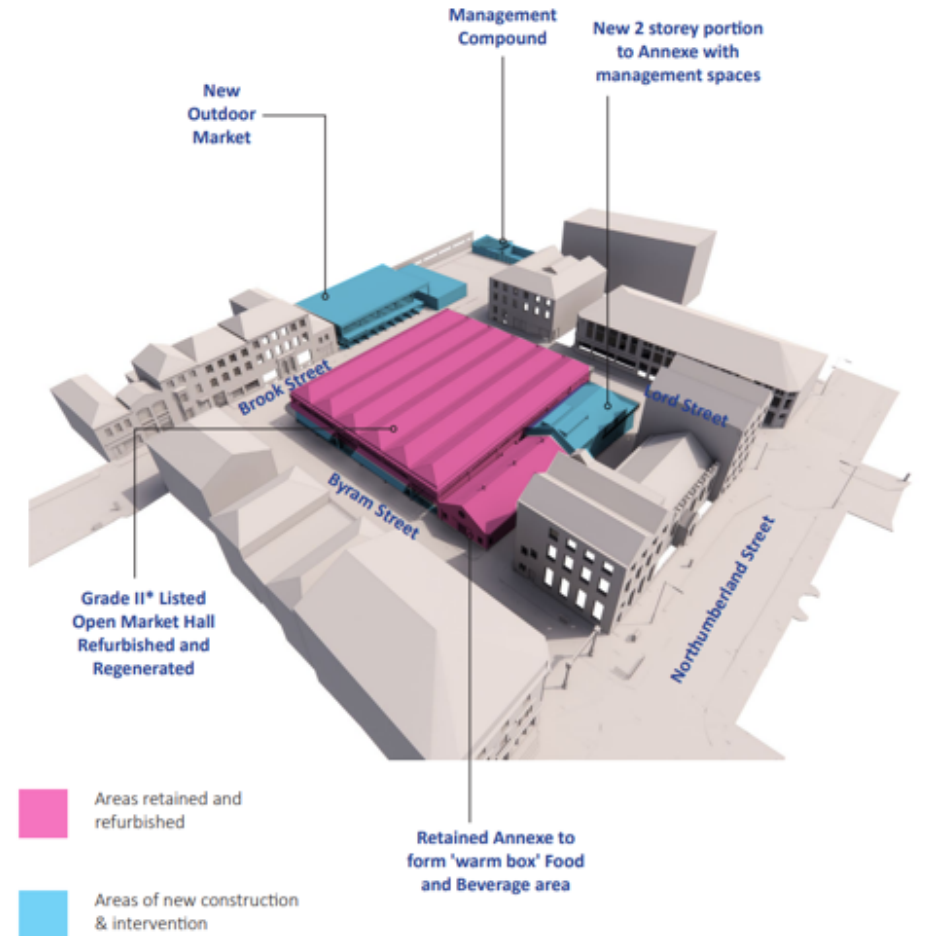 Management
Compound
New 2 storey portion
to Annexe with
management spaces
New
Outdoor
Market
Brook Street
Lord Street
Byram Street
Northumberland Street
Grade II* Listed
Open Market Hall
Refurbished and
Regenerated
Areas retained and
refurbished
Retained Annexe to
form 'warm box' Food
and Beverage area
Areas of new construction
& intervention